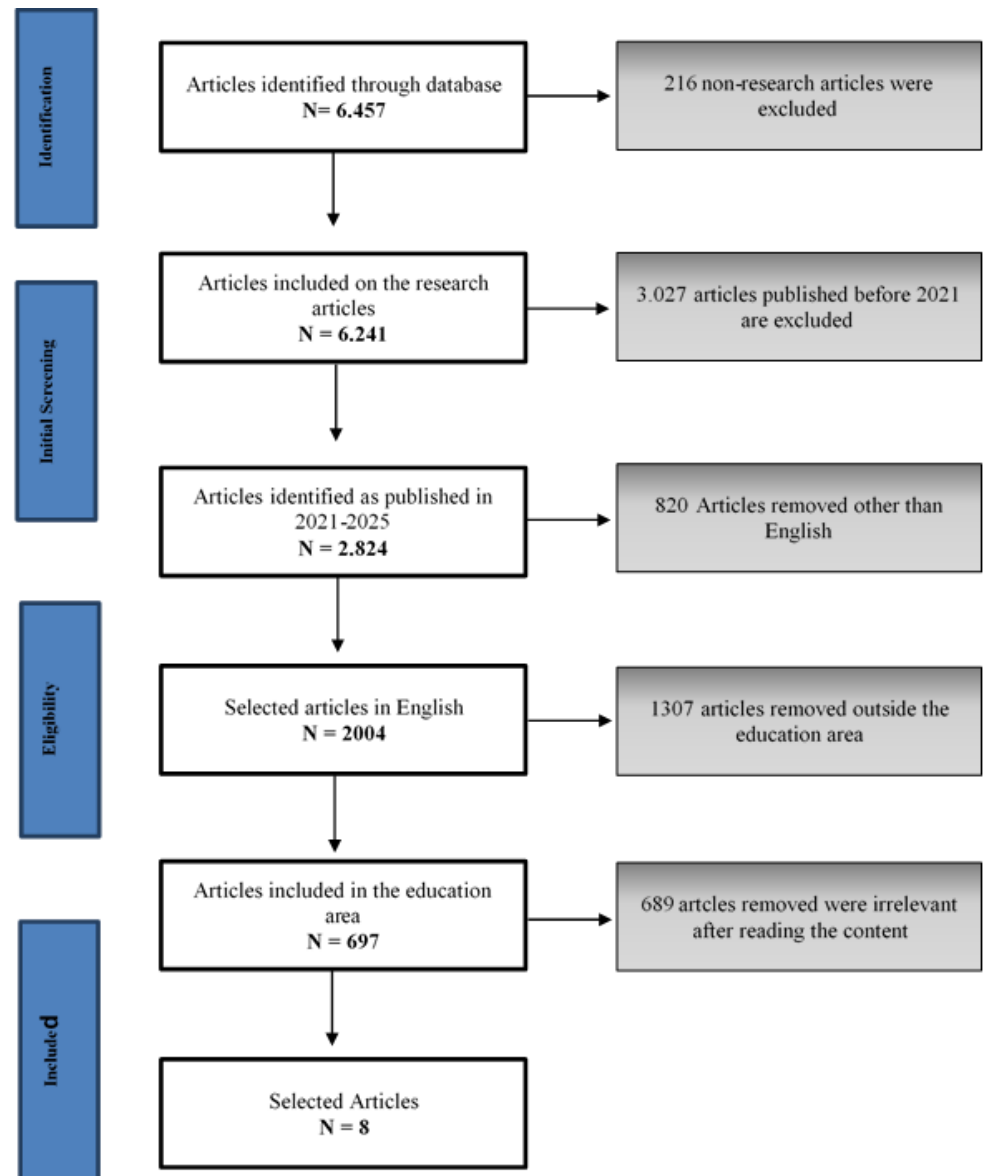 Identification
Articles identified through database
N= 6.457
216 non-research articles were
excluded
Initial Screening
Articles included on the research
articles
N = 6.241
3.027 articles published before 2021
are excluded
Articles identified as published in
2021-2025
N = 2.824
820 Articles removed other than
English
Eligibility
Selected articles in English
N = 2004
1307 articles removed outside the
education area
Articles included in the education
area
N = 697
689 artcles removed were irrelevant
after reading the content
Included
Selected Articles
N = 8